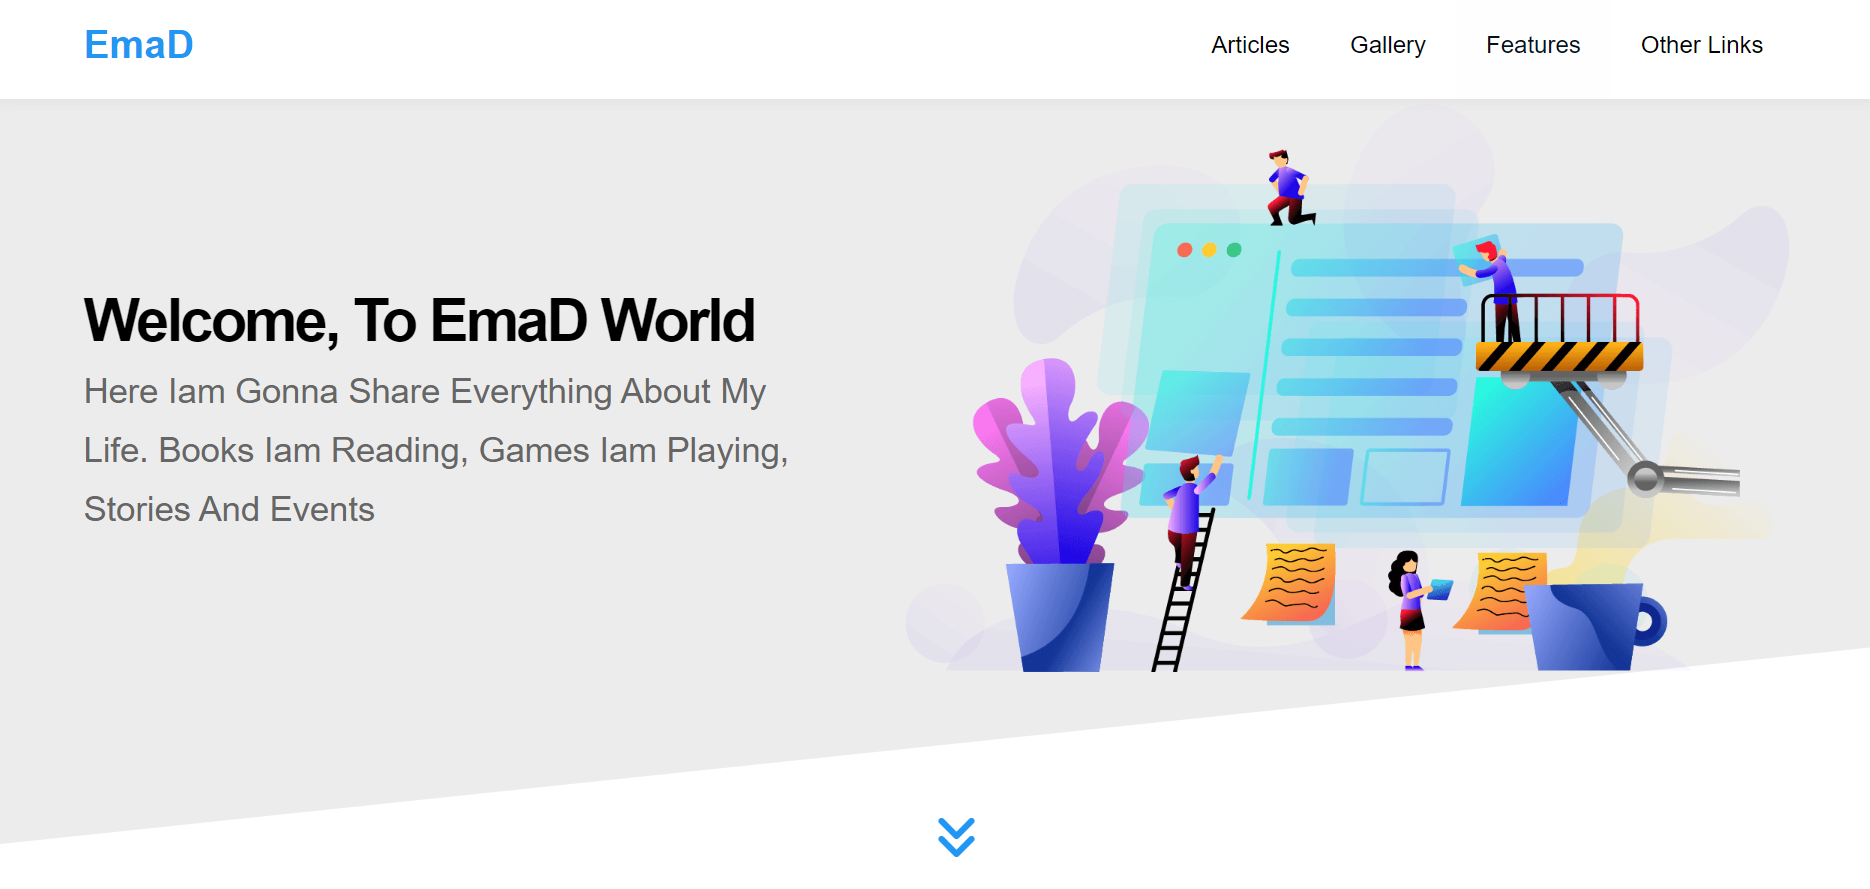 EmaD
Articles
Gallery
Features
Other Links
Welcome, To EmaD World
Here Iam Gonna Share Everything About My
Life. Books Iam Reading, Games Iam Playing,
Stories And Events